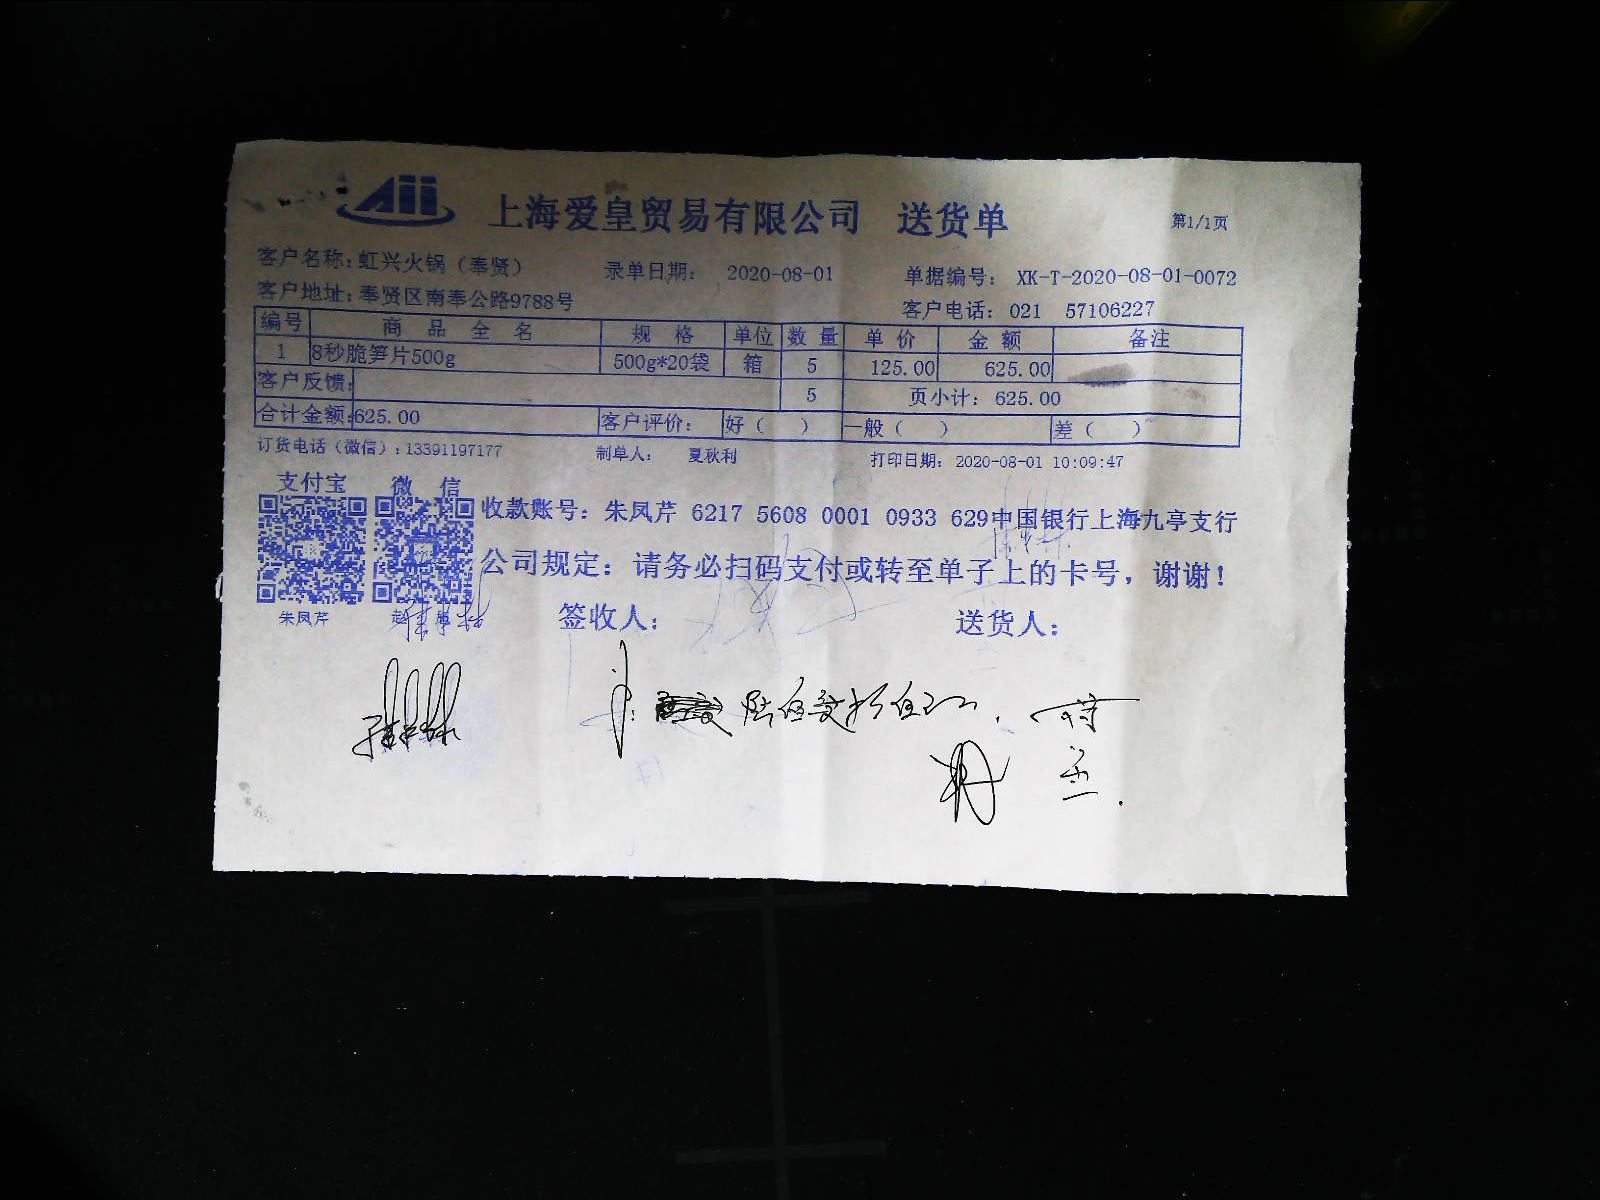 Aii 上海爱皇贸易有限公司 送货单 第1/1页
客户名称:虹兴火锅（奉贤） 录单日期: 2020-08-01 单据编号: XK-T-2020-08-01-0072
客户地址:奉贤区南奉公路9788号 客户电话: 021 57106227
编号 商品全名 规格 单位 数量 单价 金额 备注
1 8秒脆笋片500g 500g*20袋 箱 5 125.00 625.00
客户反馈: 5 页小计: 625.00
合计金额:625.00 客户评价: 好（ ） 一般（ ） 差（ ）
订货电话（微信）:13391197177 制单人: 夏秋利 打印日期: 2020-08-01 10:09:47
支付宝 微信
收款账号: 朱凤芹 6217 5608 0001 0933 629中国银行上海九亭支行
公司规定: 请务必扫码支付或转至单子上的卡号，谢谢!
朱凤芹 签收人: 送货人: